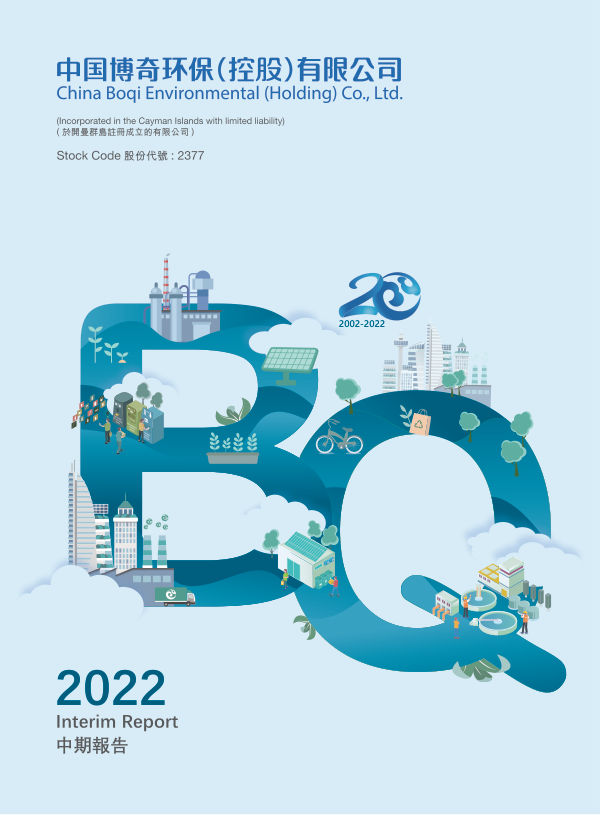 中国博奇环保(控股)有限公司
China Boqi Environmental (Holding) Co., Ltd.
(Incorporated in the Cayman Islands with limited liability)
(於開曼群島註冊成立的有限公司)
Stock Code 股份代號 : 2377
20
2002-2022
BQ
2022
Interim Report
中期報告